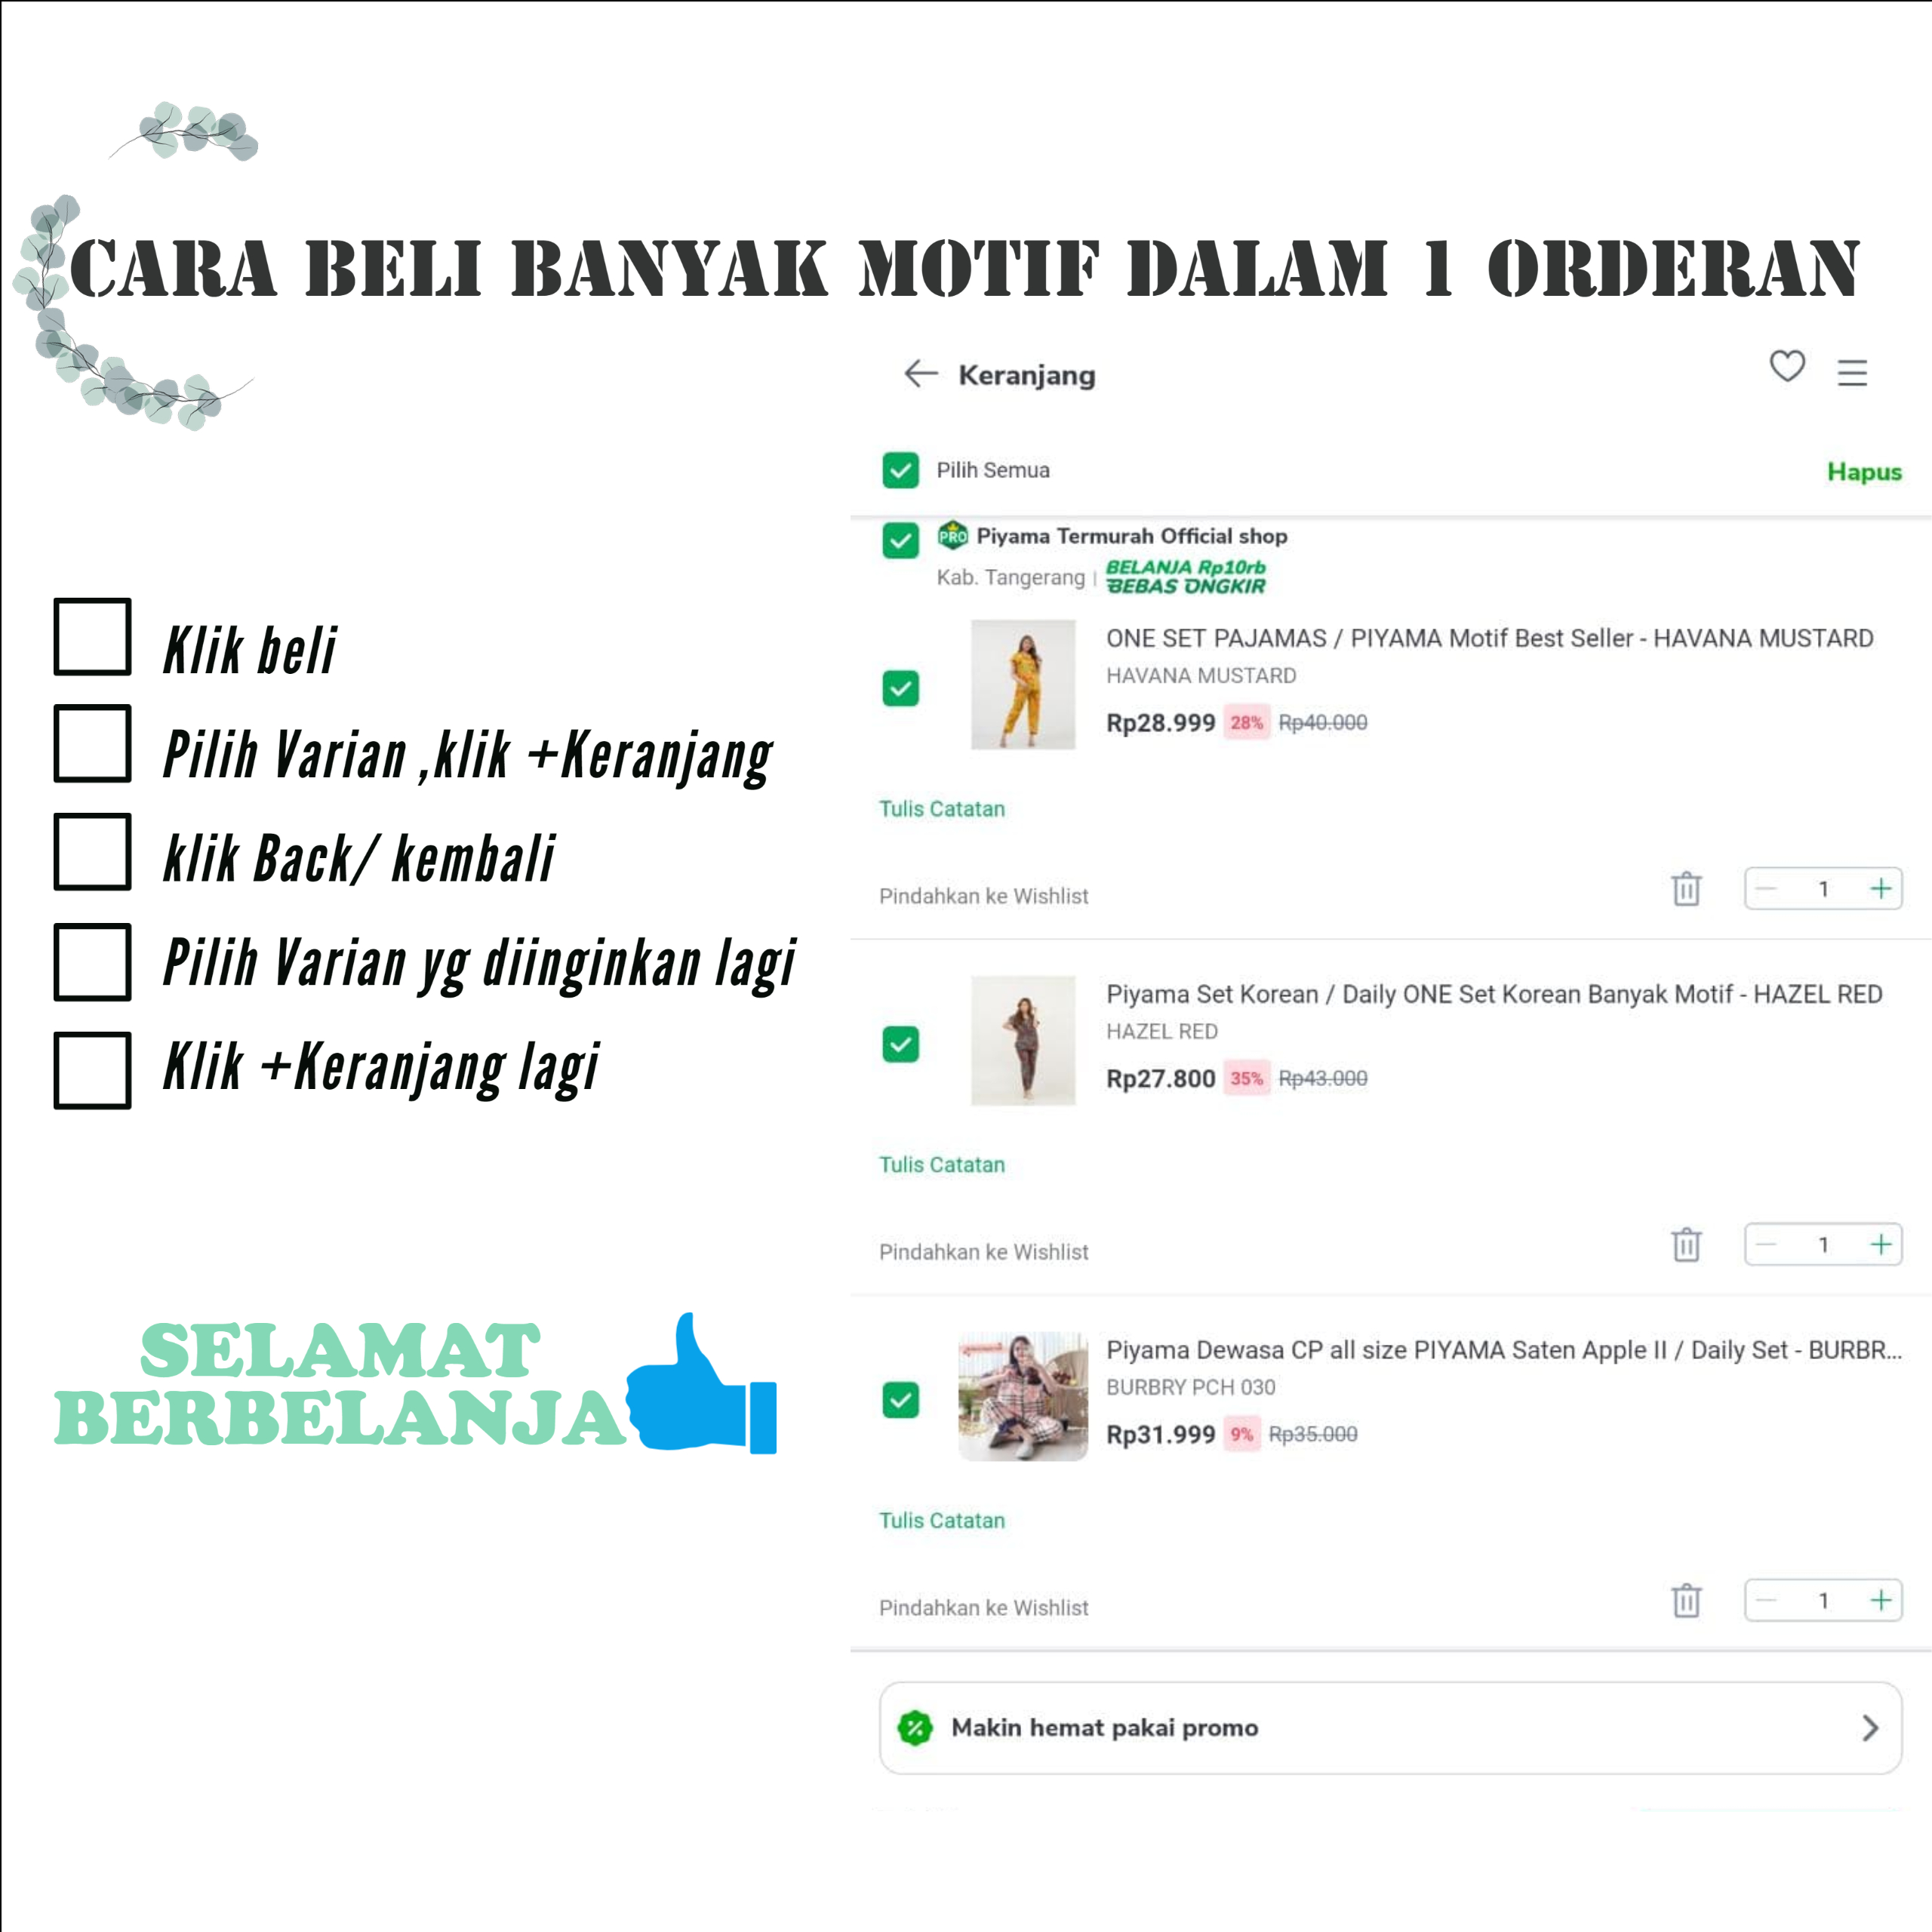 CARA BELI BANYAK MOTIF DALAM 1 ORDERAN
Klik beli
Pilih Varian ,klik +Keranjang
klik Back/ kembali
Pilih Varian yg diinginkan lagi
Klik +Keranjang lagi
SELAMAT
BERBELANJA
Keranjang
Pilih Semua
Hapus
PRO Piyama Termurah Official shop
Kab. Tangerang | BELANJA Rp10rb
BEBAS ONGKIR
ONE SET PAJAMAS / PIYAMA Motif Best Seller - HAVANA MUSTARD
HAVANA MUSTARD
Rp28.999 28% Rp40.000
Tulis Catatan
Pindahkan ke Wishlist
1
Piyama Set Korean / Daily ONE Set Korean Banyak Motif - HAZEL RED
HAZEL RED
Rp27.800 35% Rp43.000
Tulis Catatan
Pindahkan ke Wishlist
1
Piyama Dewasa CP all size PIYAMA Saten Apple II / Daily Set - BURBR...
BURBRY PCH 030
Rp31.999 9% Rp35.000
Tulis Catatan
Pindahkan ke Wishlist
1
Makin hemat pakai promo